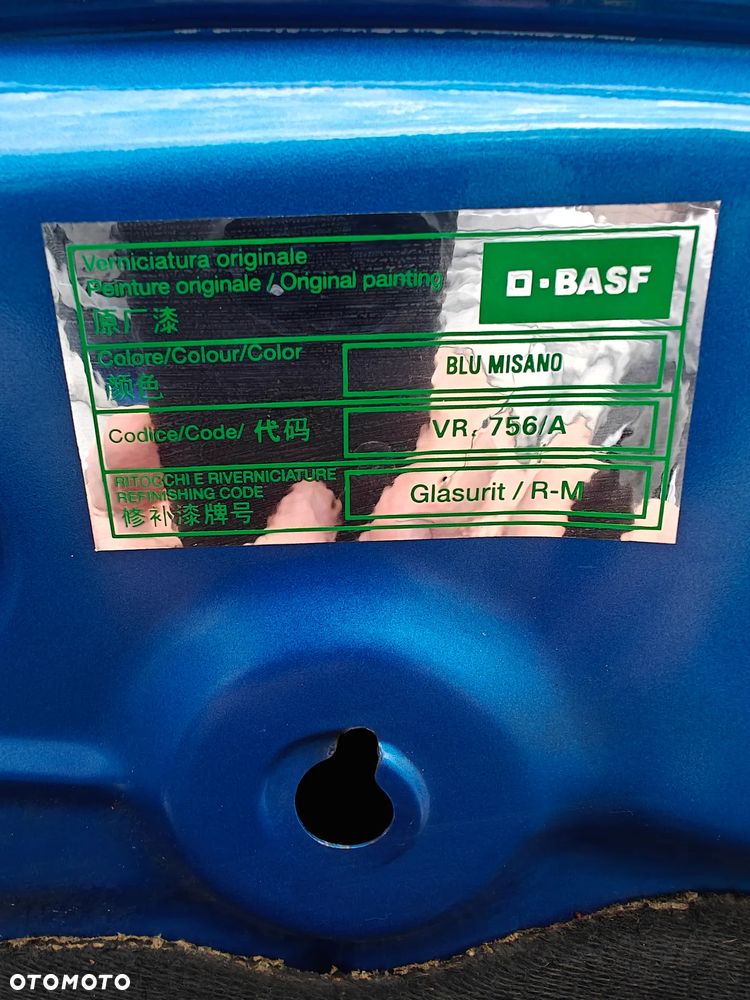 Verniciatura originale
Peinture originale / Original painting
原厂漆
BASF
Colore/Colour/Color
颜色
BLU MISANO
Codice/Code/ 代码
VR. 756/A
RITOCCHI E RIVERNICIATURE
REFINISHING CODE
修补漆牌号
Glasurit / R-M
OTOMOTO